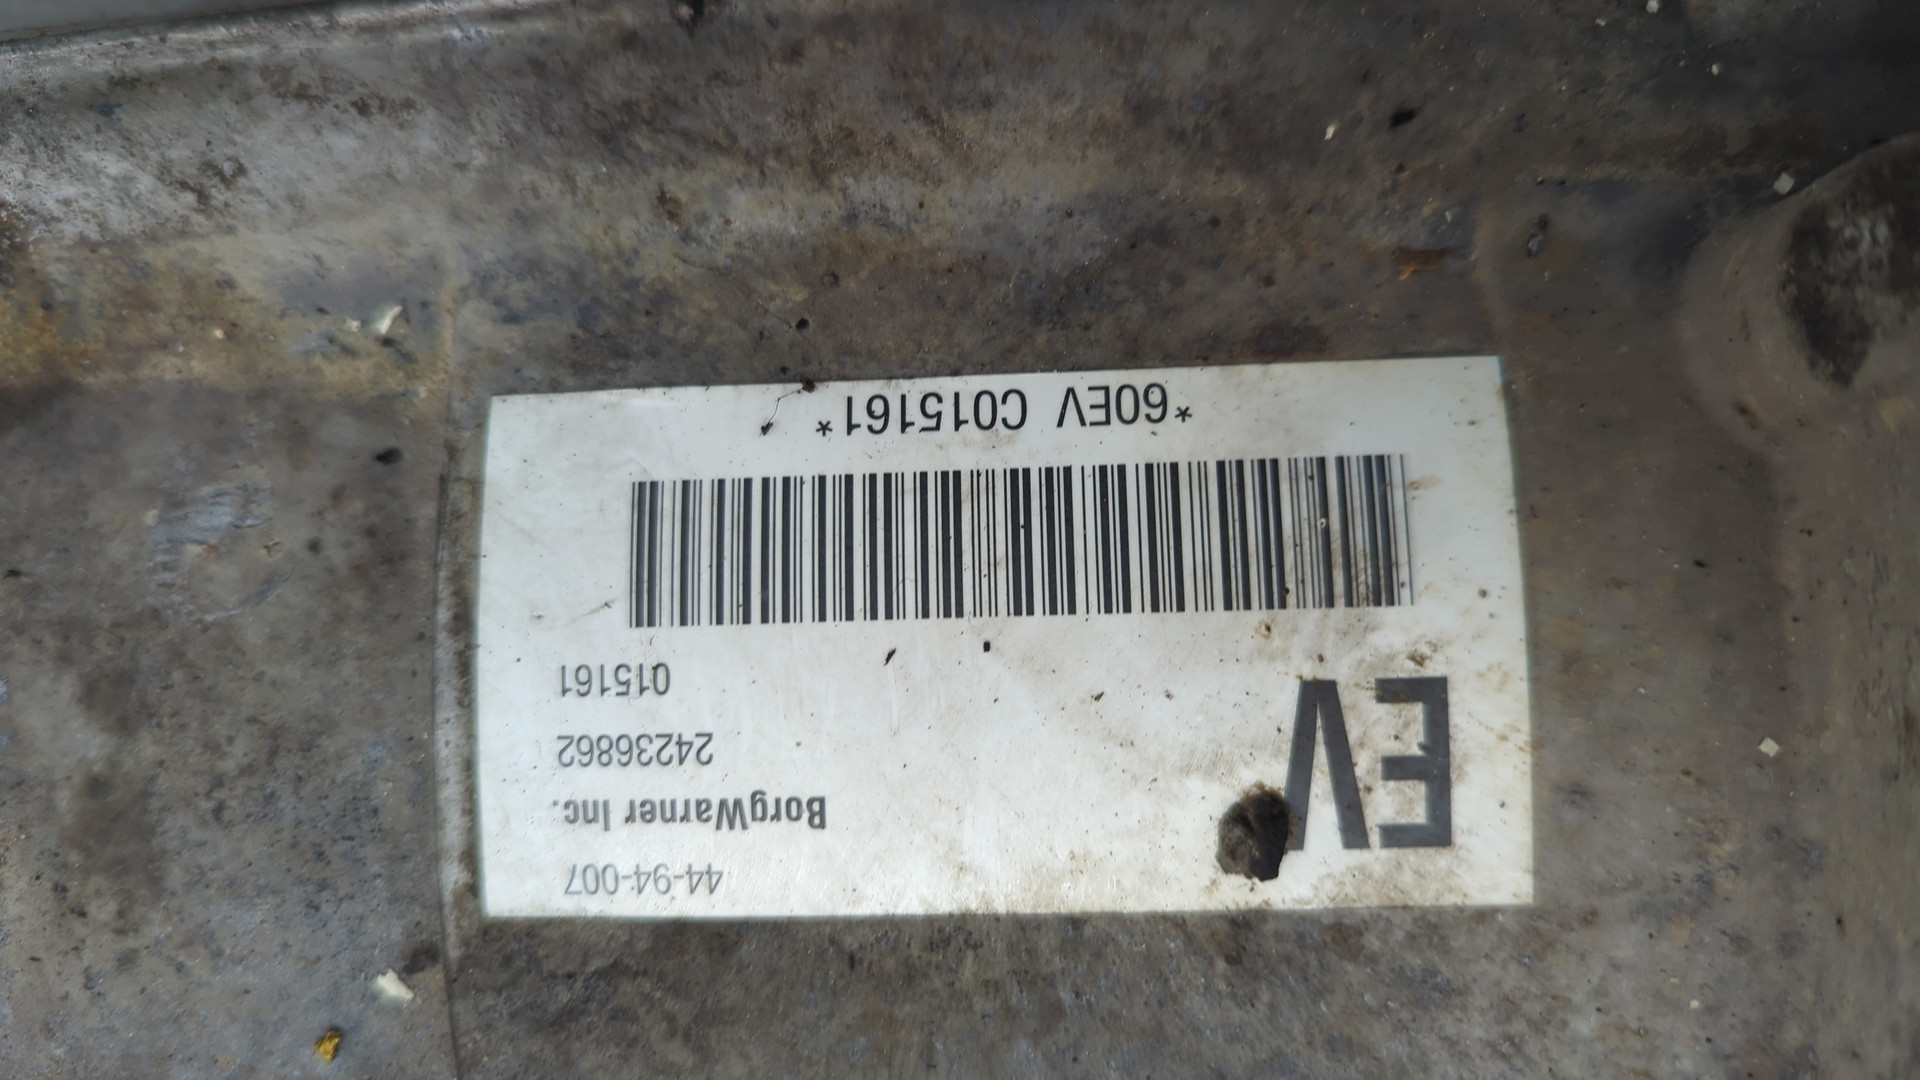 44-94-007
BorgWarner Inc.
24236862
015161
EV
*60EV C015161*